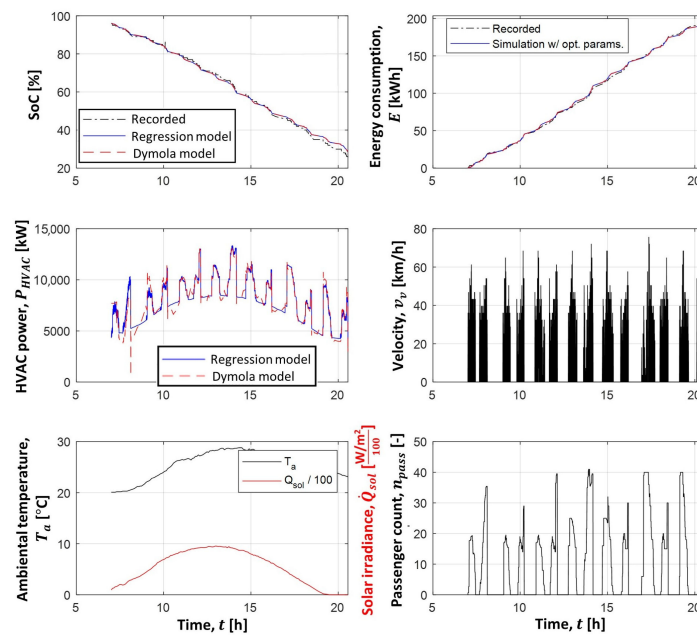 SoC [%]
100
80
60
40
20
Recorded
Regression model
Dymola model
5
10
15
20
Energy consumption,
E [kWh]
200
150
100
50
0
Recorded
Simulation w/ opt. params.
5
10
15
20
HVAC power, P_HVAC [kW]
15,000
10,000
5000
0
Regression model
Dymola model
5
10
15
20
Velocity, v_v [km/h]
80
60
40
20
0
5
10
15
20
Ambiental temperature,
T_a [°C]
30
20
10
0
T_a
Q_sol / 100
5
10
15
20
Time, t [h]
Solar irradiance, Q̇_sol [W/m²/100]
Passenger count, n_pass [-]
50
40
30
20
10
0
5
10
15
20
Time, t [h]